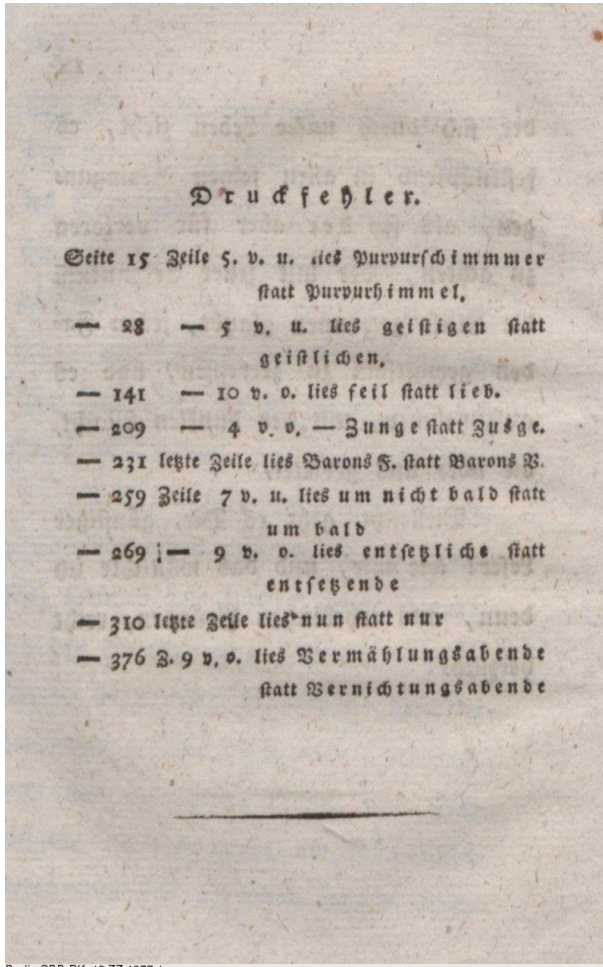 Druckfehler.
Seite 15 Zeile 5. v. u. lies Purpurschimmmer
statt Purpurhimmel.
— 28 — 5 v. u. lies geistigen statt
geistlichen.
— 141 — 10 v. o. lies feil statt lieb.
— 209 — 4 v. o. — Zunge statt Zusge.
— 231 letzte Zeile lies Barons F. statt Barons V.
— 259 Zeile 7 v. u. lies um nicht bald statt
um bald
— 269 — 9 v. o. lies entsetzliche statt
entsetzende
— 310 letzte Zeile lies nun statt nur
— 376 Z. 9 v. o. lies Vermählungsabende
statt Vernichtungsabende